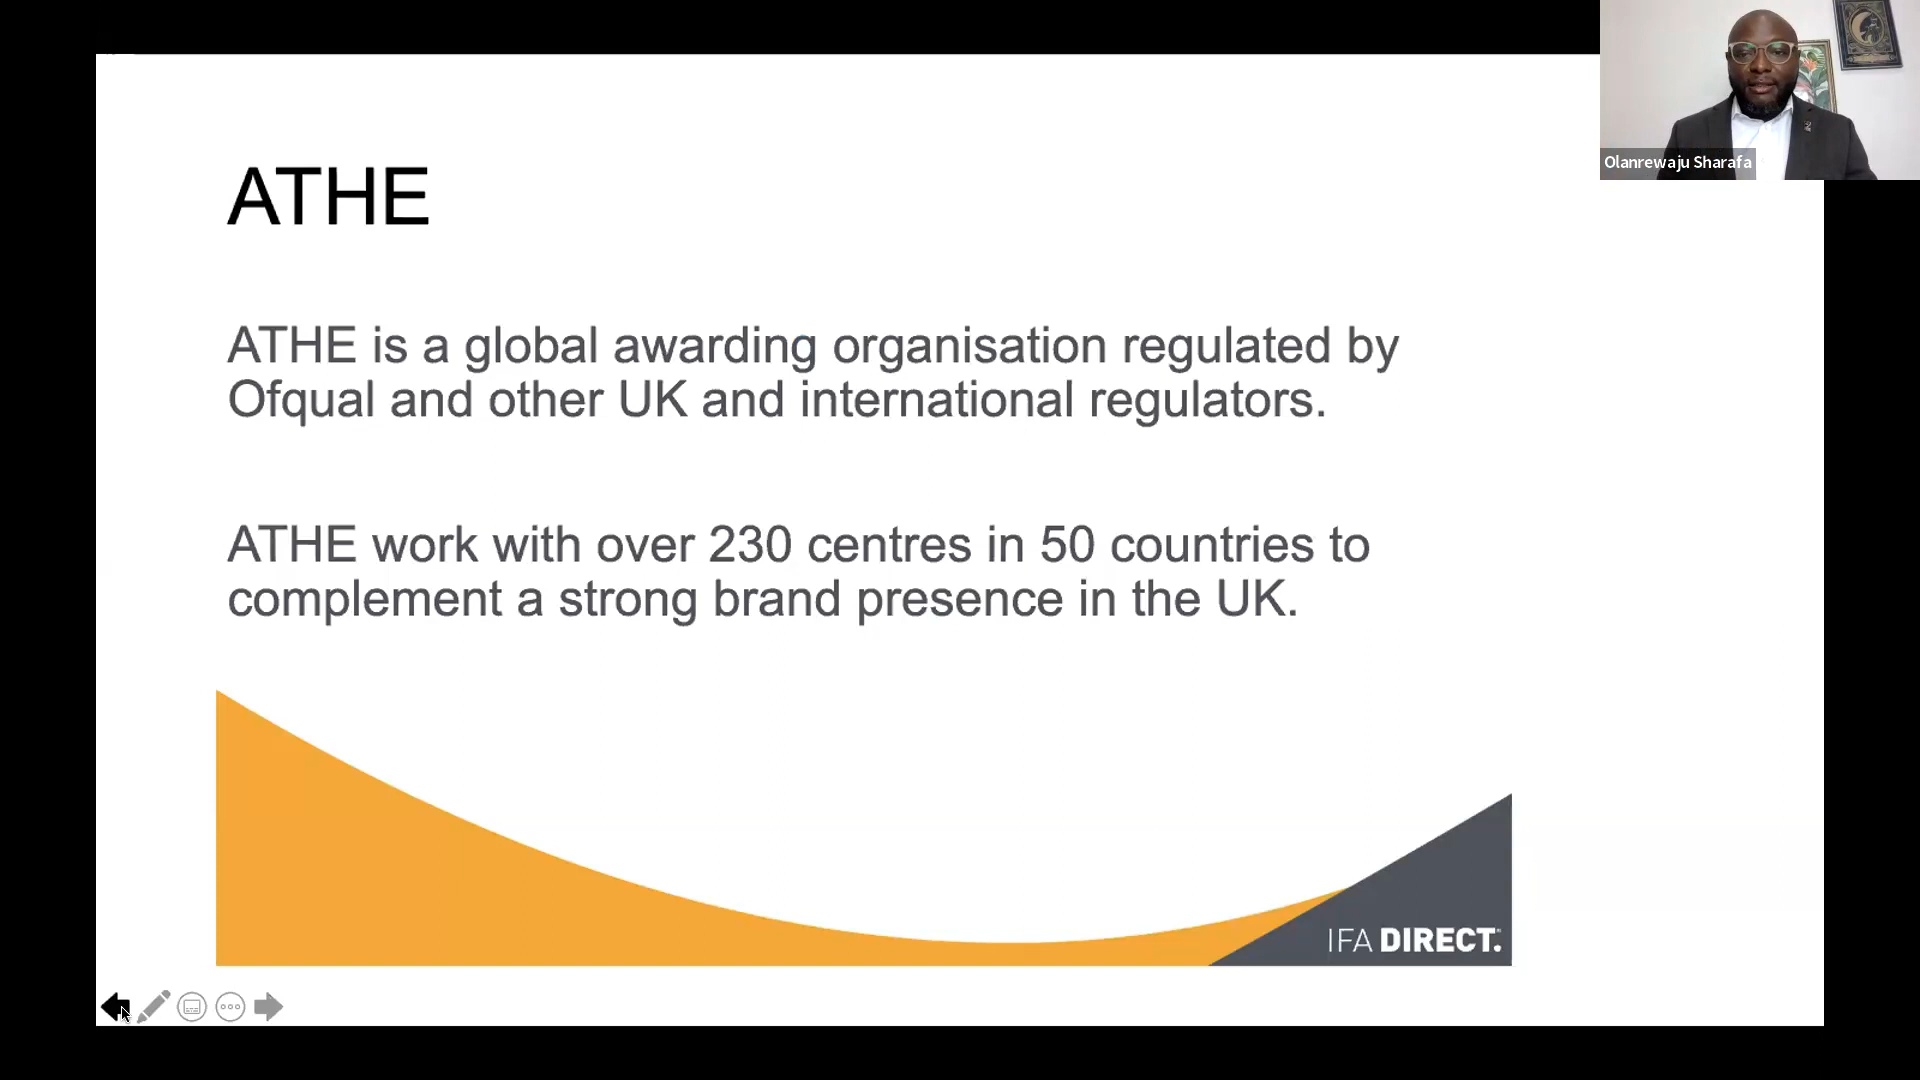 Olanrewaju Sharafa
ATHE
ATHE is a global awarding organisation regulated by
Ofqual and other UK and international regulators.
ATHE work with over 230 centres in 50 countries to
complement a strong brand presence in the UK.
IFA DIRECT.